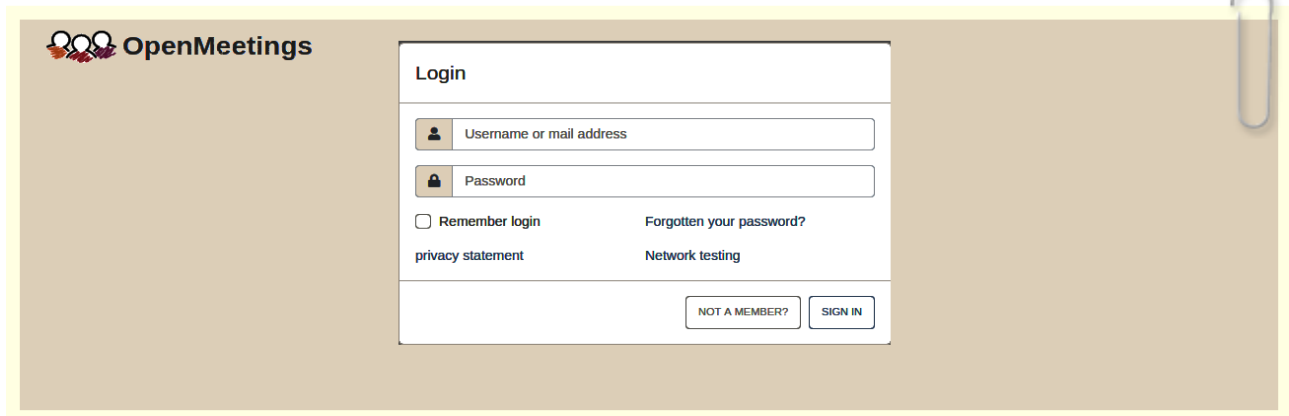 OpenMeetings
Login
Username or mail address
Password
Remember login Forgotten your password?
privacy statement Network testing
NOT A MEMBER? SIGN IN